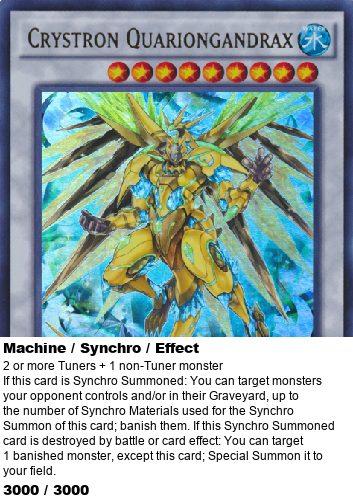 CRYSTRON QUARIONGANDRAX
WATER
水
Machine / Synchro / Effect
2 or more Tuners + 1 non-Tuner monster
If this card is Synchro Summoned: You can target monsters
your opponent controls and/or in their Graveyard, up to
the number of Synchro Materials used for the Synchro
Summon of this card; banish them. If this Synchro Summoned
card is destroyed by battle or card effect: You can target
1 banished monster, except this card; Special Summon it to
your field.
3000 / 3000